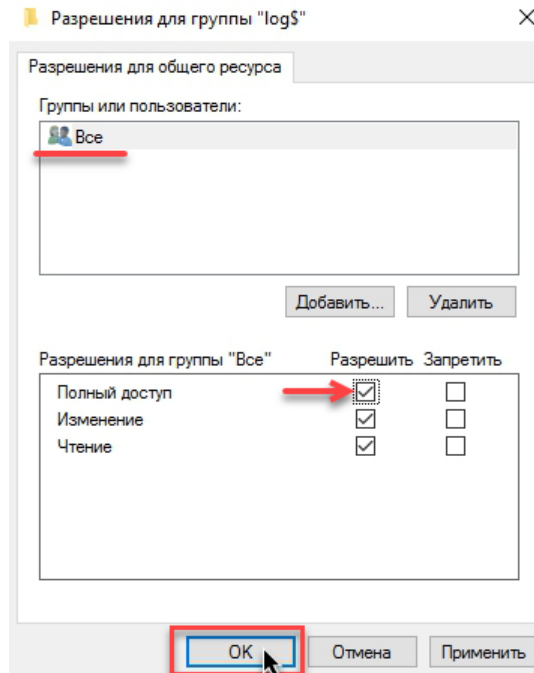 Разрешения для группы "log$"
Разрешения для общего ресурса
Группы или пользователи:
Все
Добавить... Удалить
Разрешения для группы "Все" Разрешить Запретить
Полный доступ
Изменение
Чтение
OK Отмена Применить